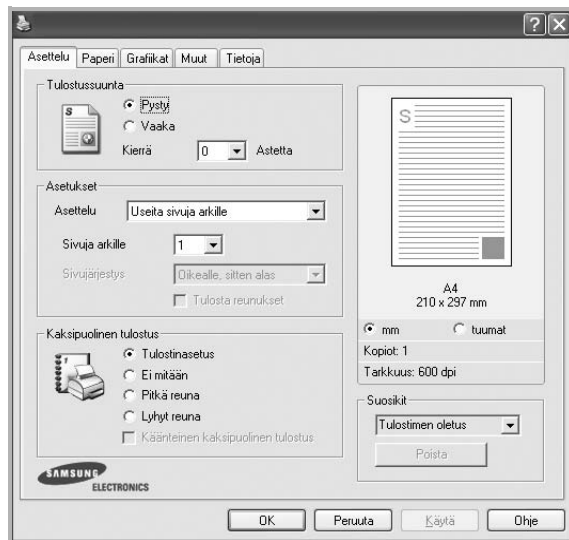 Asettelu Paperi Grafiikat Muut Tietoja
Tulostussuunta
S
Pysty
Vaaka
Kierrä 0 Astetta
Asetukset
Asettelu Useita sivuja arkille
Sivuja arkille 1
Sivujärjestys Oikealle, sitten alas
Tulosta reunukset
Kaksipuolinen tulostus
Tulostinasetus
Ei mitään
Pitkä reuna
Lyhyt reuna
Käänteinen kaksipuolinen tulostus
SAMSUNG
ELECTRONICS
S
A4
210 x 297 mm
mm tuumat
Kopiot: 1
Tarkkuus: 600 dpi
Suosikit
Tulostimen oletus
Poista
OK Peruuta Käytä Ohje